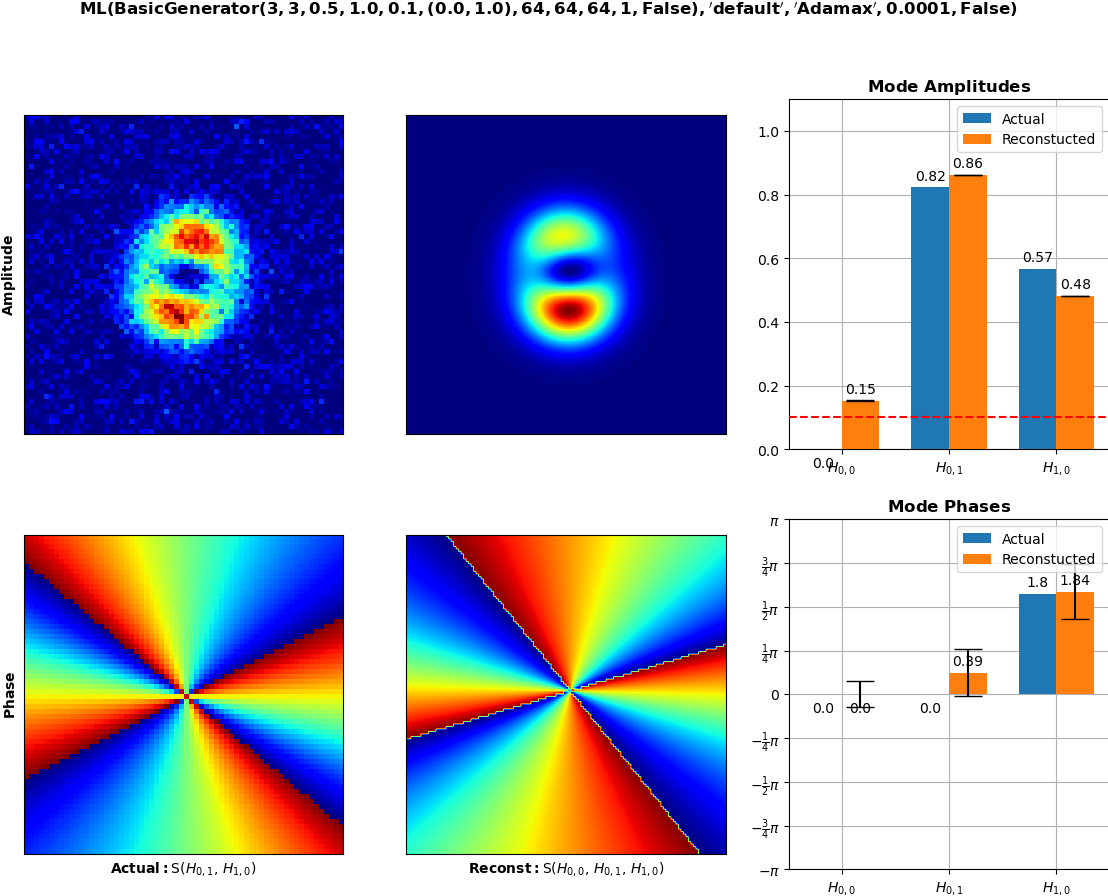 ML(BasicGenerator(3, 3, 0.5, 1.0, 0.1, (0.0, 1.0), 64, 64, 64, 1, False), ′default′, ′Adamax′, 0.0001, False)
Mode Amplitudes
Actual
Reconstucted
1.0
0.8
0.6
0.4
0.2
0.0
0.0
0.15
0.82
0.86
0.57
0.48
H0,0
H0,1
H1,0
Amplitude
Mode Phases
Actual
Reconstucted
π
3/4π
1/2π
1/4π
0
−1/4π
−1/2π
−3/4π
−π
0.0
0.0
0.0
0.39
1.8
1.84
H0,0
H0,1
H1,0
Phase
Actual: S(H0,1, H1,0)
Reconst: S(H0,0, H0,1, H1,0)